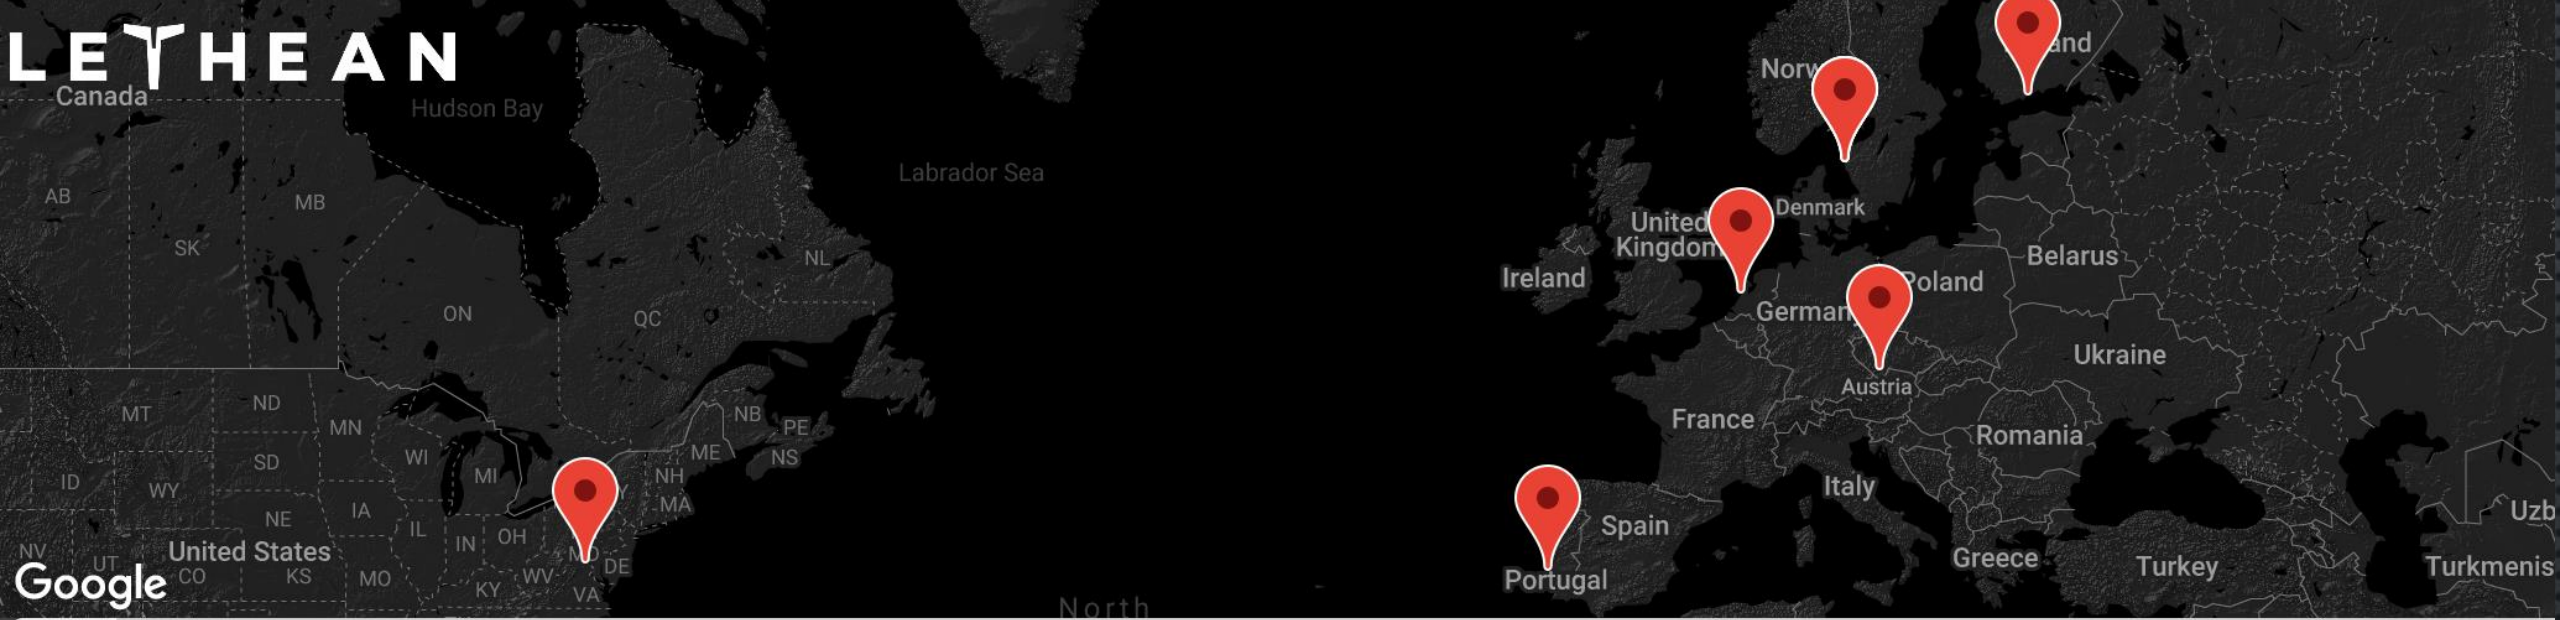 LETHEAN
Canada
Hudson Bay
Labrador Sea
AB
SK
MB
ON
QC
NL
MT
ND
MN
SD
WI
MI
NB
PE
NS
ME
NH
MA
ID
WY
NE
IA
IL
IN
OH
NV
UT
CO
United States
KS
MO
KY
WV
VA
MD
DE
Google
North
Norw
and
United
Kingdom
Ireland
Denmark
Belarus
Poland
German
Ukraine
Austria
France
Romania
Italy
Spain
Portugal
Greece
Turkey
Uzb
Turkmenis